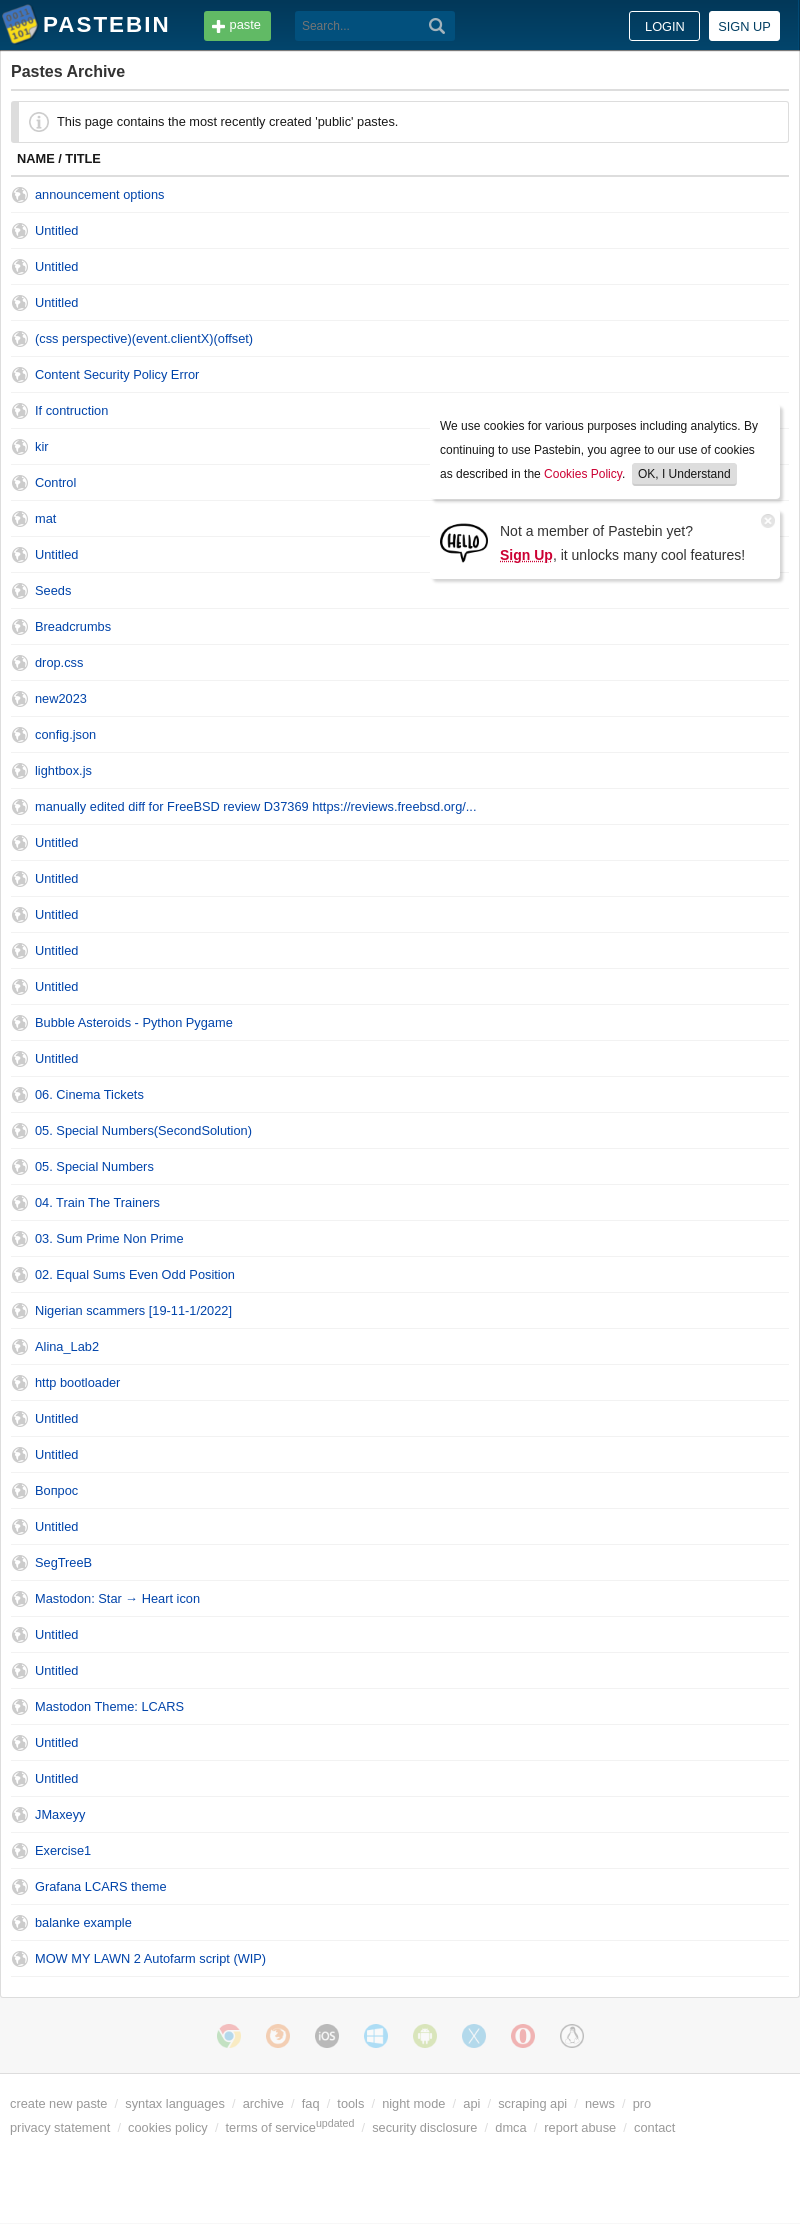 PASTEBIN
paste
Search...
LOGIN
SIGN UP
Pastes Archive
This page contains the most recently created 'public' pastes.
NAME / TITLE
announcement options
Untitled
Untitled
Untitled
(css perspective)(event.clientX)(offset)
Content Security Policy Error
If contruction
kir
Control
mat
Untitled
Seeds
Breadcrumbs
drop.css
new2023
config.json
lightbox.js
manually edited diff for FreeBSD review D37369 https://reviews.freebsd.org/...
Untitled
Untitled
Untitled
Untitled
Untitled
Bubble Asteroids - Python Pygame
Untitled
06. Cinema Tickets
05. Special Numbers(SecondSolution)
05. Special Numbers
04. Train The Trainers
03. Sum Prime Non Prime
02. Equal Sums Even Odd Position
Nigerian scammers [19-11-1/2022]
Alina_Lab2
http bootloader
Untitled
Untitled
Вопрос
Untitled
SegTreeB
Mastodon: Star → Heart icon
Untitled
Untitled
Mastodon Theme: LCARS
Untitled
Untitled
JMaxeyy
Exercise1
Grafana LCARS theme
balanke example
MOW MY LAWN 2 Autofarm script (WIP)
We use cookies for various purposes including analytics. By
continuing to use Pastebin, you agree to our use of cookies
as described in the Cookies Policy. OK, I Understand
HELLO
Not a member of Pastebin yet?
Sign Up, it unlocks many cool features!
iOS
create new paste / syntax languages / archive / faq / tools / night mode / api / scraping api / news / pro
privacy statement / cookies policy / terms of serviceupdated / security disclosure / dmca / report abuse / contact